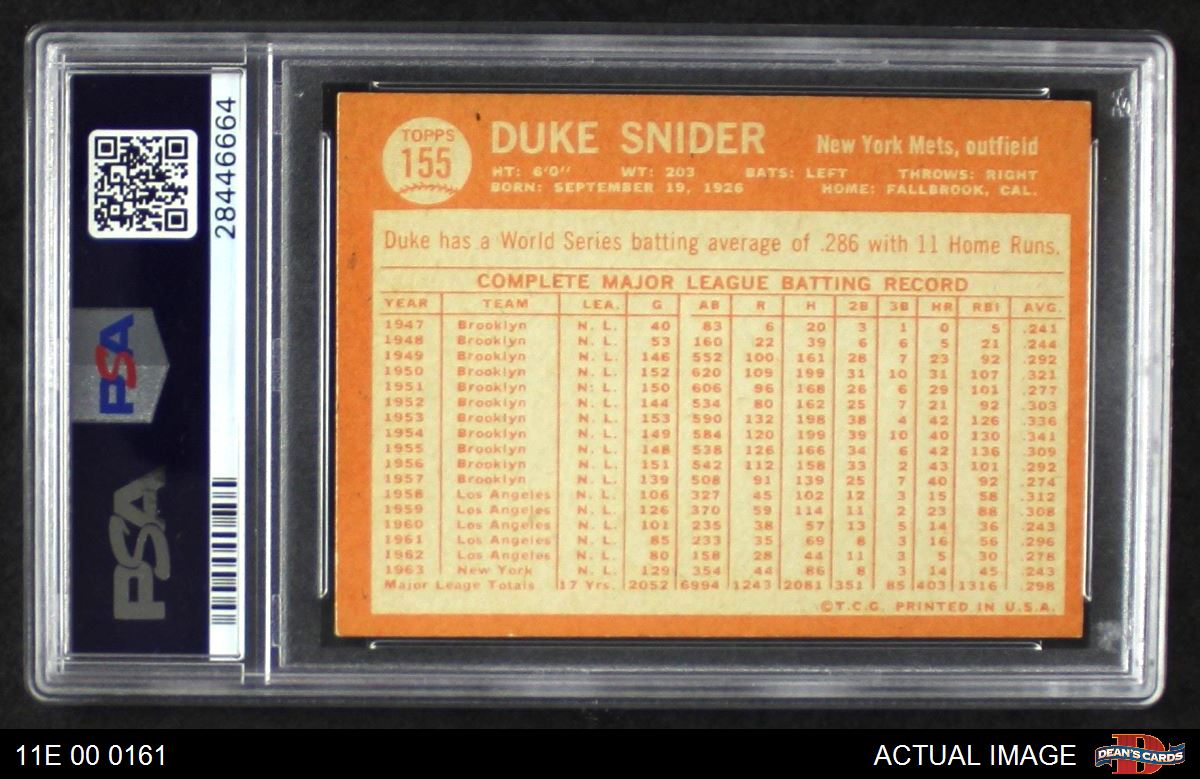 28446664
PSA
PSA
TOPPS
155
DUKE SNIDER
New York Mets, outfield
HT: 6'0" WT: 203 BATS: LEFT THROWS: RIGHT
BORN: SEPTEMBER 19, 1926 HOME: FALLBROOK, CAL.
Duke has a World Series batting average of .286 with 11 Home Runs.
COMPLETE MAJOR LEAGUE BATTING RECORD
YEAR TEAM LEA. G AB R H 2B 3B HR RBI AVG.
1947 Brooklyn N. L. 40 83 6 20 3 1 0 5 .241
1948 Brooklyn N. L. 53 160 22 39 6 6 5 21 .244
1949 Brooklyn N. L. 146 552 100 161 28 7 23 92 .292
1950 Brooklyn N. L. 152 620 109 199 31 10 31 107 .321
1951 Brooklyn N. L. 150 606 96 168 26 6 29 101 .277
1952 Brooklyn N. L. 144 534 80 162 25 7 21 92 .303
1953 Brooklyn N. L. 153 590 132 198 38 4 42 126 .336
1954 Brooklyn N. L. 149 584 120 199 39 10 40 130 .341
1955 Brooklyn N. L. 148 538 126 166 34 6 42 136 .309
1956 Brooklyn N. L. 151 542 112 158 33 2 43 101 .292
1957 Brooklyn N. L. 139 508 91 139 25 7 40 92 .274
1958 Los Angeles N. L. 106 327 45 102 12 3 15 58 .312
1959 Los Angeles N. L. 126 370 59 114 11 2 23 88 .308
1960 Los Angeles N. L. 101 235 38 57 13 5 14 36 .243
1961 Los Angeles N. L. 85 233 35 69 8 3 16 56 .296
1962 Los Angeles N. L. 80 158 28 44 11 3 5 30 .278
1963 New York N. L. 129 354 44 86 8 3 14 45 .243
Major Leage Totals 17 Yrs. 2052 6994 1243 2081 351 85 403 1316 .298
©T.C.G. PRINTED IN U.S.A.
11E 00 0161
ACTUAL IMAGE
DEAN'S CARDS